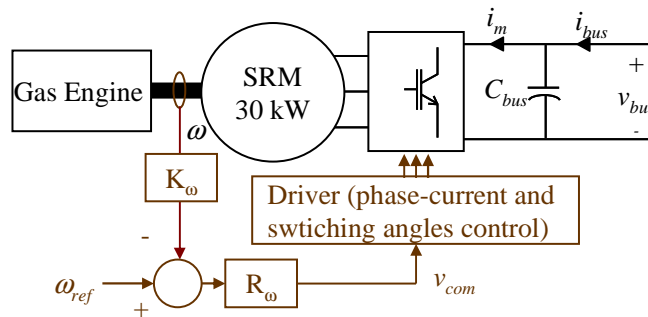 i_m
i_bus
Gas Engine
SRM
30 kW
C_bus
+
v_bu
-
ω
K_ω
Driver (phase-current and
swtiching angles control)
-
ω_ref
+
R_ω
v_com